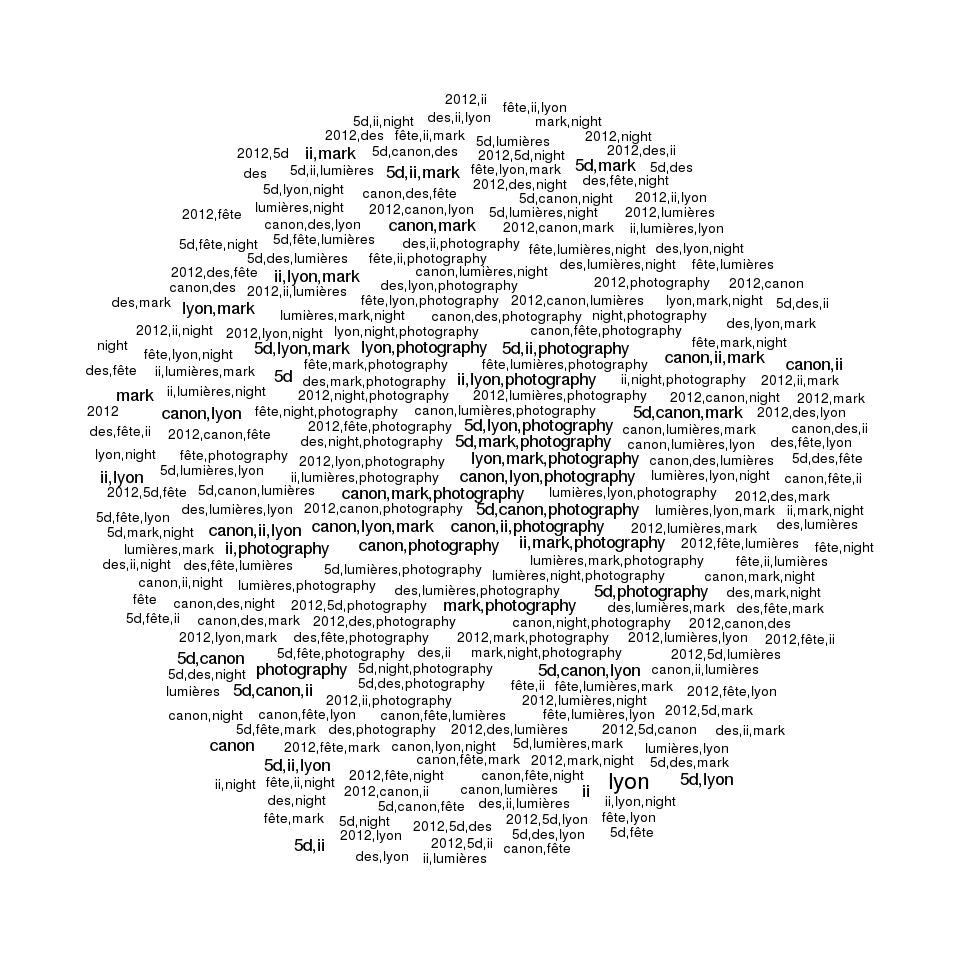 2012,ii
fête,ii,lyon
5d,ii,night des,ii,lyon mark,night
2012,des fête,ii,mark 5d,lumières 2012,night
2012,5d ii,mark 5d,canon,des 2012,5d,night 2012,des,ii
des 5d,ii,lumières 5d,ii,mark fête,lyon,mark 5d,mark 5d,des
5d,lyon,night canon,des,fête 2012,des,night des,fête,night
5d,canon,night 2012,ii,lyon
2012,fête lumières,night 2012,canon,lyon 5d,lumières,night 2012,lumières
canon,des,lyon canon,mark 2012,canon,mark ii,lumières,lyon
5d,fête,night 5d,fête,lumières des,ii,photography fête,lumières,night des,lyon,night
5d,des,lumières fête,ii,photography des,lumières,night fête,lumières
2012,des,fête ii,lyon,mark canon,lumières,night
canon,des 2012,ii,lumières des,lyon,photography 2012,photography 2012,canon
des,mark lyon,mark fête,lyon,photography 2012,canon,lumières lyon,mark,night 5d,des,ii
lumières,mark,night canon,des,photography night,photography des,lyon,mark
2012,ii,night 2012,lyon,night lyon,night,photography canon,fête,photography
night fête,lyon,night 5d,lyon,mark lyon,photography 5d,ii,photography fête,mark,night
canon,ii,mark canon,ii
des,fête ii,lumières,mark 5d fête,mark,photography fête,lumières,photography
des,mark,photography ii,lyon,photography ii,night,photography 2012,ii,mark
mark ii,lumières,night 2012,night,photography 2012,lumières,photography 2012,canon,night 2012,mark
2012 canon,lyon fête,night,photography canon,lumières,photography 5d,canon,mark 2012,des,lyon
des,fête,ii 2012,canon,fête 2012,fête,photography 5d,lyon,photography canon,lumières,mark canon,des,ii
des,night,photography 5d,mark,photography canon,lumières,lyon des,fête,lyon
lyon,night fête,photography 2012,lyon,photography lyon,mark,photography canon,des,lumières 5d,des,fête
ii,lyon 5d,lumières,lyon ii,lumières,photography canon,lyon,photography lumières,lyon,night canon,fête,ii
2012,5d,fête 5d,canon,lumières canon,mark,photography lumières,lyon,photography 2012,des,mark
5d,fête,lyon des,lumières,lyon 2012,canon,photography 5d,canon,photography lumières,lyon,mark ii,mark,night
5d,mark,night canon,ii,lyon canon,lyon,mark canon,ii,photography 2012,lumières,mark des,lumières
lumières,mark ii,photography canon,photography ii,mark,photography 2012,fête,lumières fête,night
des,ii,night des,fête,lumières 5d,lumières,photography lumières,mark,photography fête,ii,lumières
canon,ii,night lumières,photography lumières,night,photography canon,mark,night
des,lumières,photography 5d,photography des,mark,night
fête canon,des,night 2012,5d,photography mark,photography des,lumières,mark des,fête,mark
5d,fête,ii canon,des,mark 2012,des,photography canon,night,photography 2012,canon,des
2012,lyon,mark des,fête,photography 2012,mark,photography 2012,lumières,lyon 2012,fête,ii
5d,canon 5d,fête,photography des,ii mark,night,photography 2012,5d,lumières
5d,des,night photography 5d,night,photography 5d,canon,lyon canon,ii,lumières
lumières 5d,canon,ii 5d,des,photography fête,ii fête,lumières,mark 2012,fête,lyon
2012,ii,photography 2012,lumières,night
canon,night canon,fête,lyon canon,fête,lumières fête,lumières,lyon 2012,5d,mark
5d,fête,mark des,photography 2012,des,lumières 2012,5d,canon des,ii,mark
canon 2012,fête,mark canon,lyon,night 5d,lumières,mark lumières,lyon
5d,ii,lyon canon,fête,mark 2012,mark,night 5d,des,mark
ii,night fête,ii,night 2012,fête,night canon,fête,night lyon 5d,lyon
2012,canon,ii canon,lumières ii
des,night 5d,canon,fête des,ii,lumières ii,lyon,night
fête,mark 5d,night 2012,5d,des 2012,5d,lyon fête,lyon
2012,lyon 5d,des,lyon 5d,fête
5d,ii 2012,5d,ii canon,fête
des,lyon ii,lumières